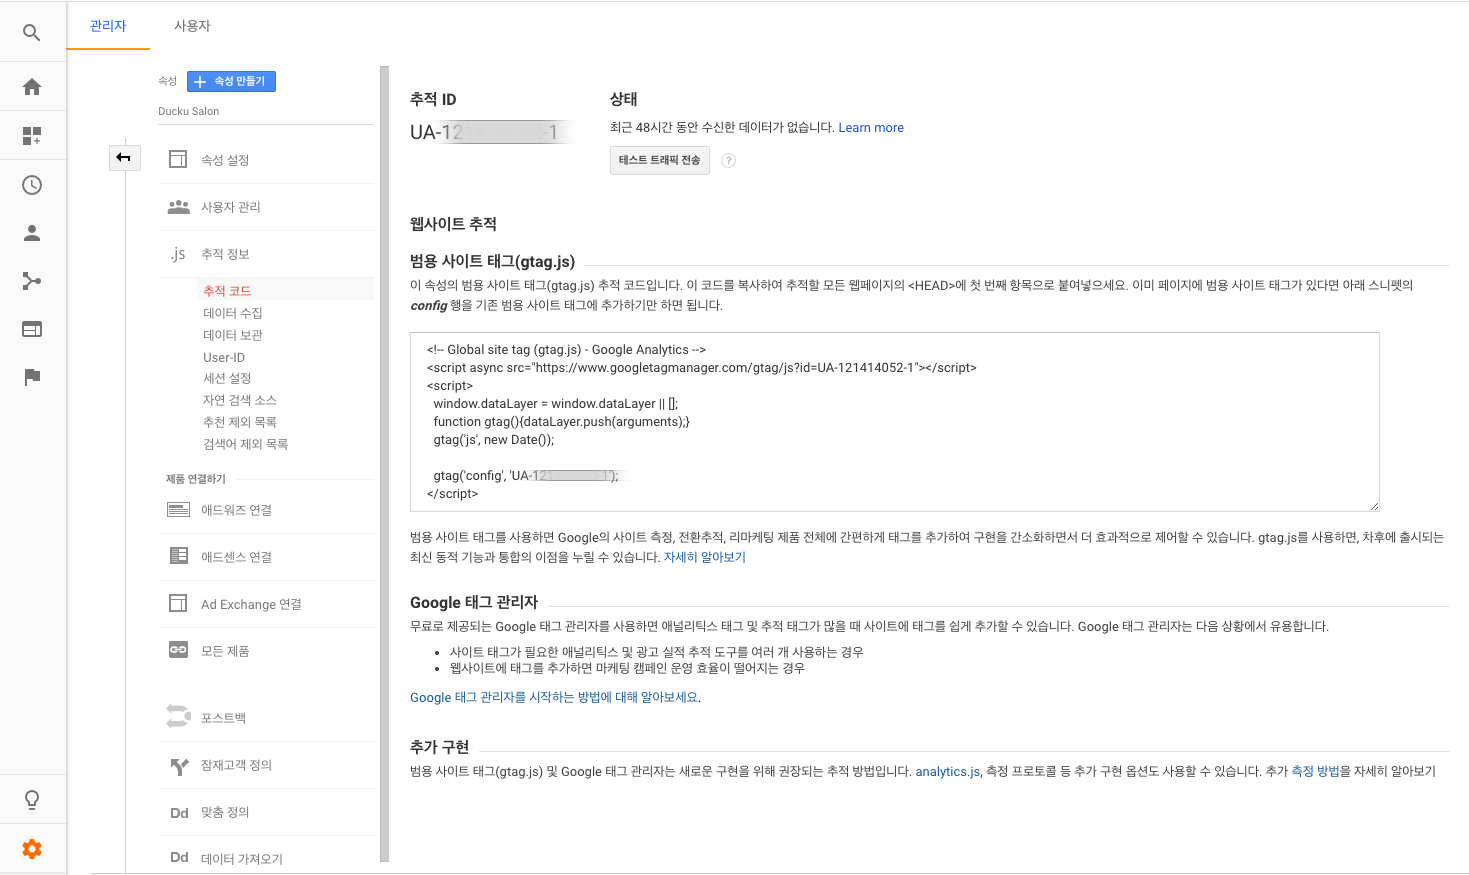 관리자
사용자
속성
속성 만들기
Ducku Salon
속성 설정
사용자 관리
.js 추적 정보
추적 코드
데이터 수집
데이터 보관
User-ID
세션 설정
자연 검색 소스
추천 제외 목록
검색어 제외 목록
제품 연결하기
애드워즈 연결
애드센스 연결
Ad Exchange 연결
모든 제품
포스트백
잠재고객 정의
Dd 맞춤 정의
Dd 데이터 가져오기
추적 ID
UA-12 -1
상태
최근 48시간 동안 수신한 데이터가 없습니다. Learn more
테스트 트래픽 전송
?
웹사이트 추적
범용 사이트 태그(gtag.js)
이 속성의 범용 사이트 태그(gtag.js) 추적 코드입니다. 이 코드를 복사하여 추적할 모든 웹페이지의 <HEAD>에 첫 번째 항목으로 붙여넣으세요. 이미 페이지에 범용 사이트 태그가 있다면 아래 스니펫의
config 행을 기존 범용 사이트 태그에 추가하기만 하면 됩니다.
<!-- Global site tag (gtag.js) - Google Analytics -->
<script async src="https://www.googletagmanager.com/gtag/js?id=UA-121414052-1"></script>
<script>
window.dataLayer = window.dataLayer || [];
function gtag(){dataLayer.push(arguments);}
gtag('js', new Date());
gtag('config', 'UA-12 -1');
</script>
범용 사이트 태그를 사용하면 Google의 사이트 측정, 전환추적, 리마케팅 제품 전체에 간편하게 태그를 추가하여 구현을 간소화하면서 더 효과적으로 제어할 수 있습니다. gtag.js를 사용하면, 차후에 출시되는
최신 동적 기능과 통합의 이점을 누릴 수 있습니다. 자세히 알아보기
Google 태그 관리자
무료로 제공되는 Google 태그 관리자를 사용하면 애널리틱스 태그 및 추적 태그가 많을 때 사이트에 태그를 쉽게 추가할 수 있습니다. Google 태그 관리자는 다음 상황에서 유용합니다.
• 사이트 태그가 필요한 애널리틱스 및 광고 실적 추적 도구를 여러 개 사용하는 경우
• 웹사이트에 태그를 추가하면 마케팅 캠페인 운영 효율이 떨어지는 경우
Google 태그 관리자를 시작하는 방법에 대해 알아보세요.
추가 구현
범용 사이트 태그(gtag.js) 및 Google 태그 관리자는 새로운 구현을 위해 권장되는 추적 방법입니다. analytics.js, 측정 프로토콜 등 추가 구현 옵션도 사용할 수 있습니다. 추가 측정 방법을 자세히 알아보기